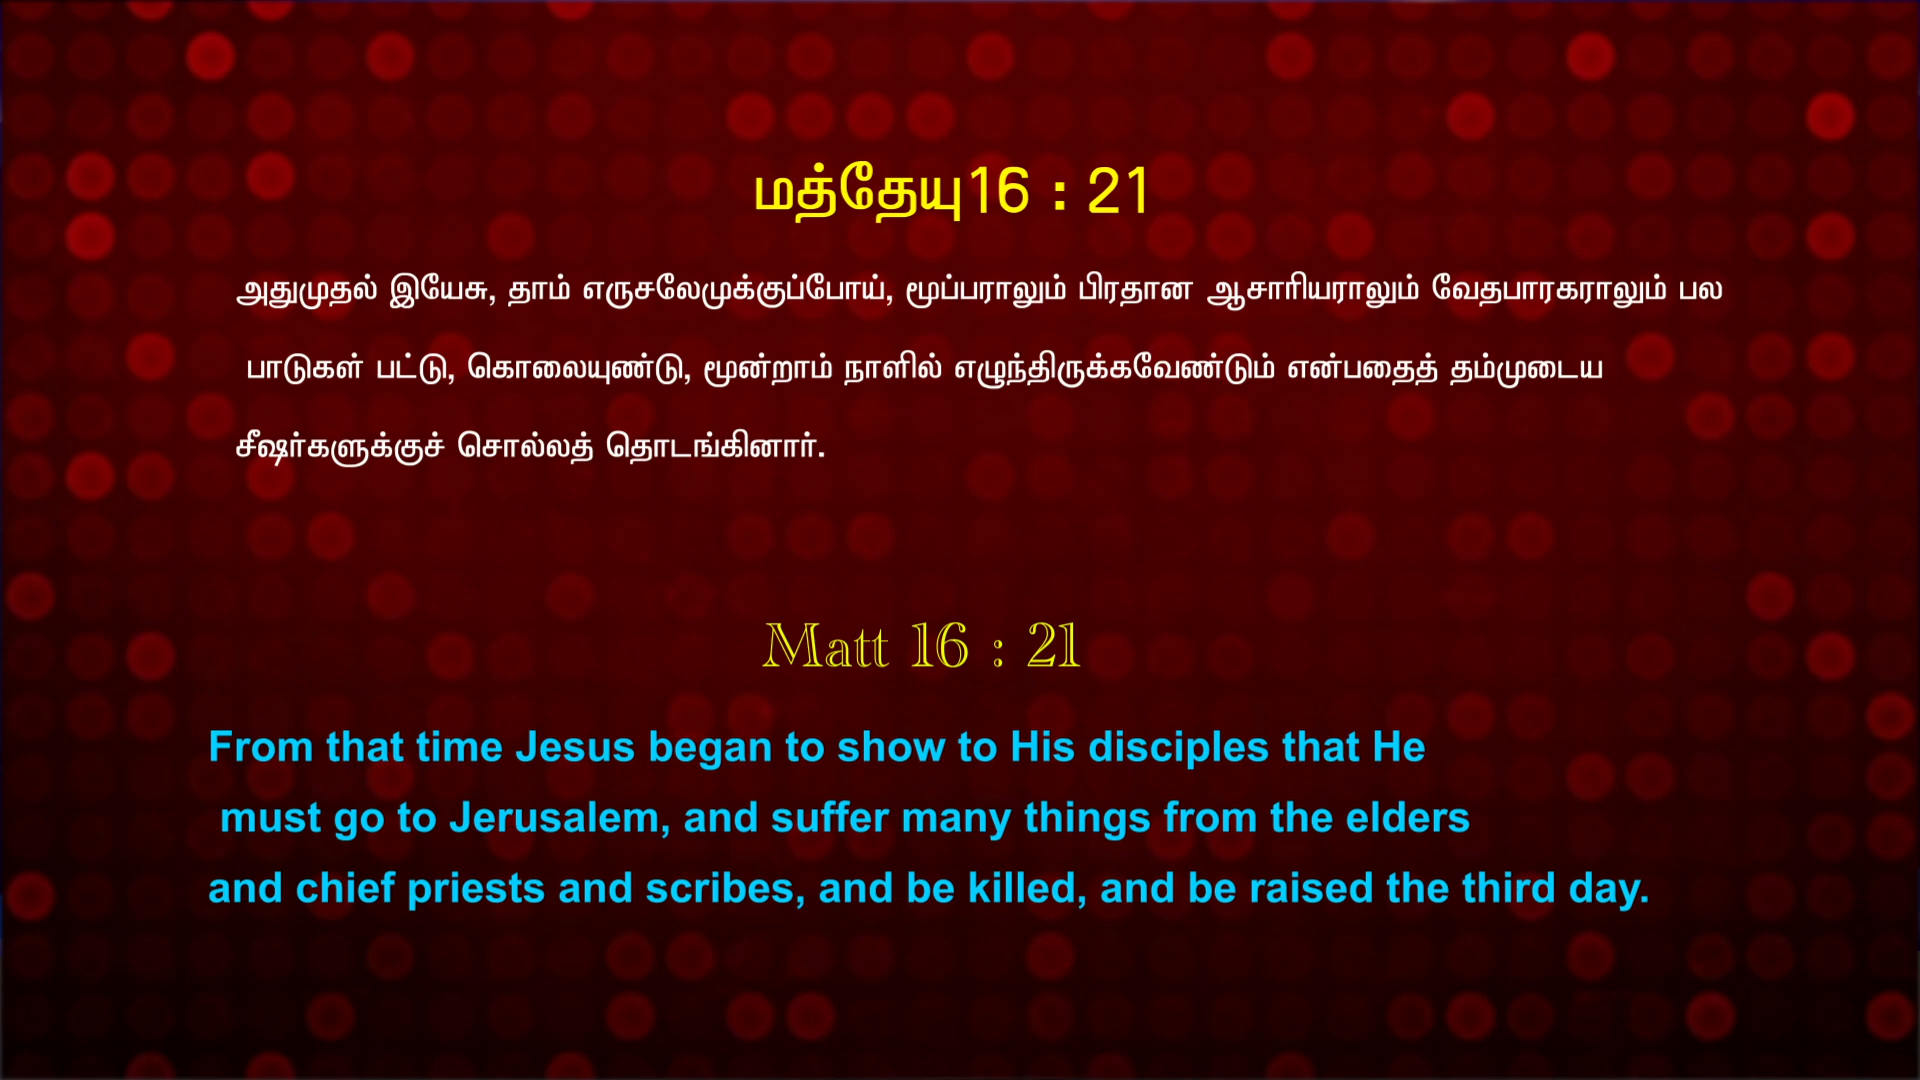 மத்தேயு16 : 21
அதுமுதல் இயேசு, தாம் எருசலேமுக்குப்போய், மூப்பராலும் பிரதான ஆசாரியராலும் வேதபாரகராலும் பல
பாடுகள் பட்டு, கொலையுண்டு, மூன்றாம் நாளில் எழுந்திருக்கவேண்டும் என்பதைத் தம்முடைய
சீஷர்களுக்குச் சொல்லத் தொடங்கினார்.
Matt 16 : 21
From that time Jesus began to show to His disciples that He
must go to Jerusalem, and suffer many things from the elders
and chief priests and scribes, and be killed, and be raised the third day.